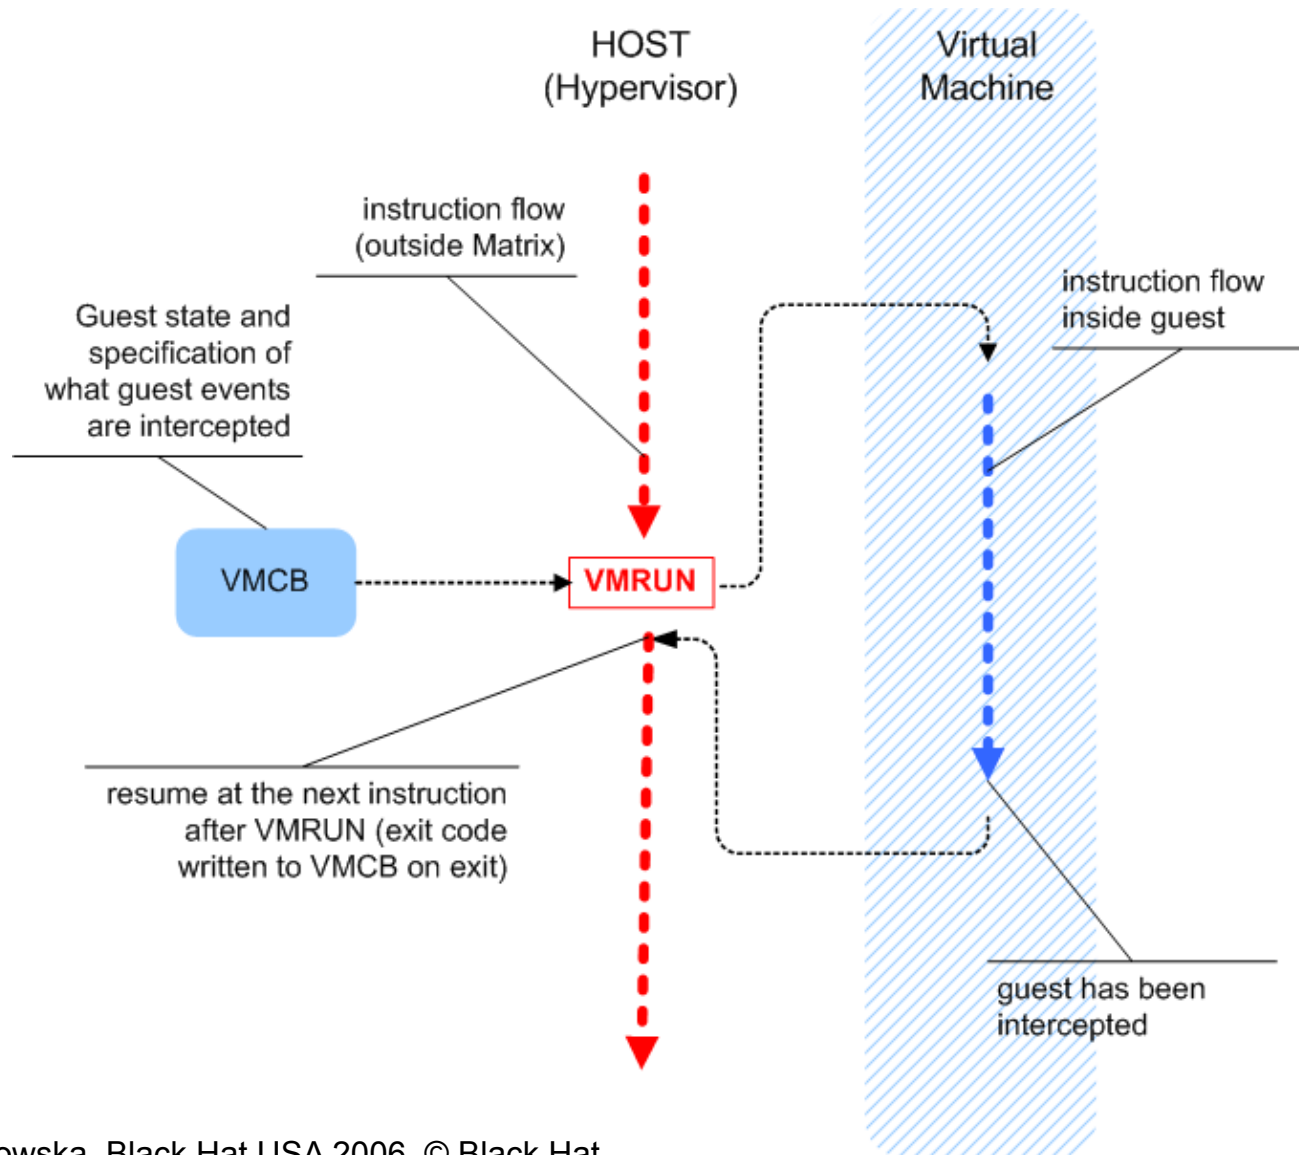 HOST
(Hypervisor)
Virtual
Machine
instruction flow
(outside Matrix)
instruction flow
inside guest
Guest state and
specification of
what guest events
are intercepted
VMCB
VMRUN
resume at the next instruction
after VMRUN (exit code
written to VMCB on exit)
guest has been
intercepted
Black Hat USA 2006, © Black Hat